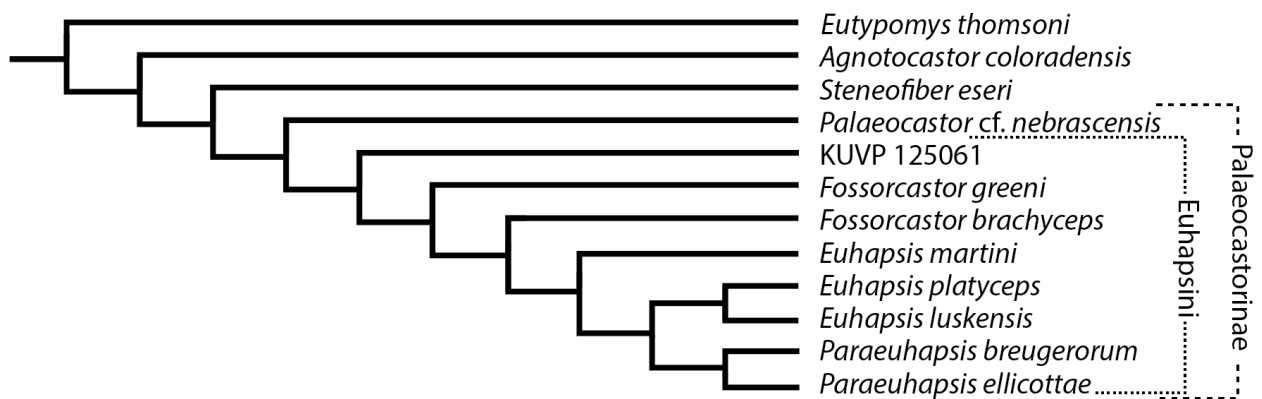 Eutypomys thomsoni
Agnotocastor coloradensis
Steneofiber eseri
Palaeocastor cf. nebrascensis
KUVP 125061
Fossorcastor greeni
Fossorcastor brachyceps
Euhapsis martini
Euhapsis platyceps
Euhapsis luskensis
Paraeuhapsis breugerorum
Paraeuhapsis ellicottae
Euhapsini
Palaeocastorinae